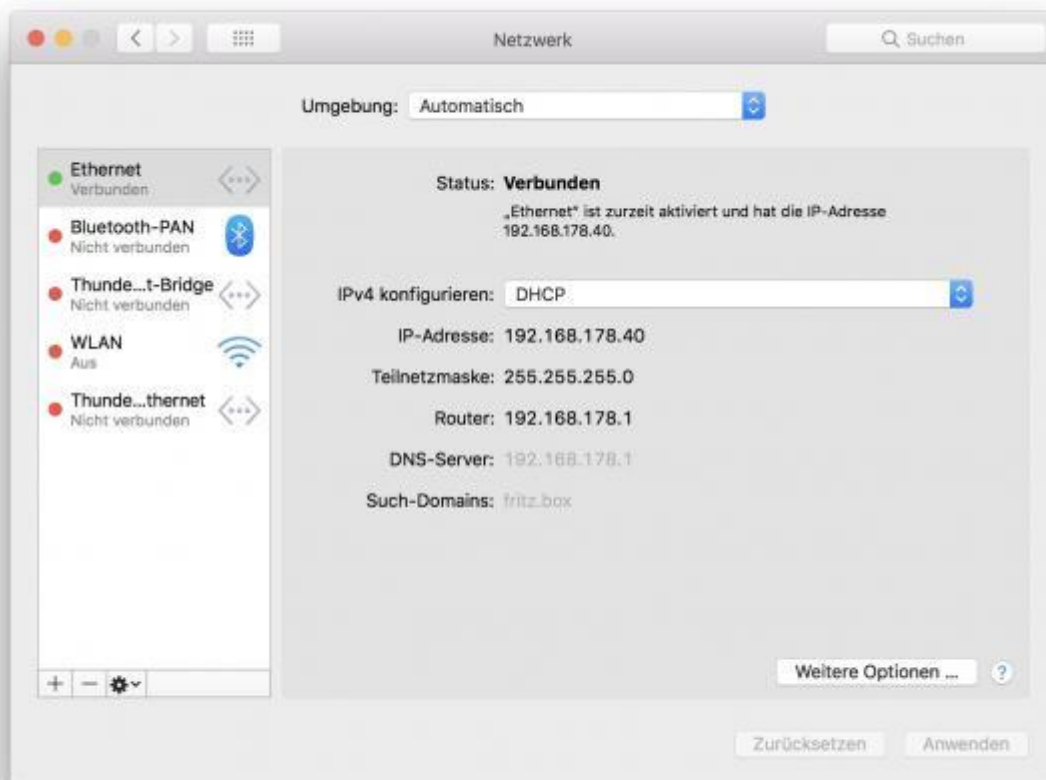 Netzwerk
Suchen
Umgebung: Automatisch
Ethernet
Verbunden
Bluetooth-PAN
Nicht verbunden
Thunde...t-Bridge
Nicht verbunden
WLAN
Aus
Thunde...thernet
Nicht verbunden
Status: Verbunden
„Ethernet“ ist zurzeit aktiviert und hat die IP-Adresse
192.168.178.40.
IPv4 konfigurieren: DHCP
IP-Adresse: 192.168.178.40
Teilnetzmaske: 255.255.255.0
Router: 192.168.178.1
DNS-Server: 192.168.178.1
Such-Domains: fritz.box
Weitere Optionen ...
?
Zurücksetzen
Anwenden